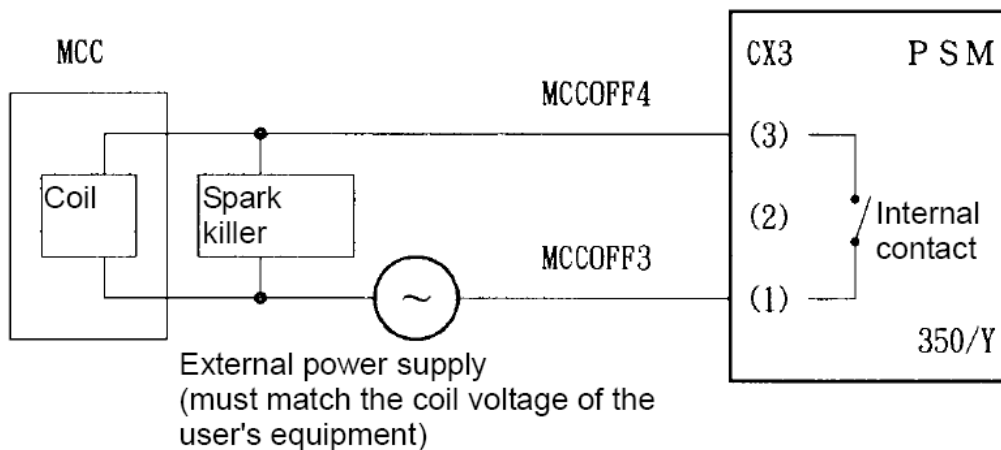 MCC
CX3 PSM
MCCOFF4
(3)
Coil
Spark
killer
(2)
Internal
contact
MCCOFF3
~
(1)
350/Y
External power supply
(must match the coil voltage of the
user's equipment)